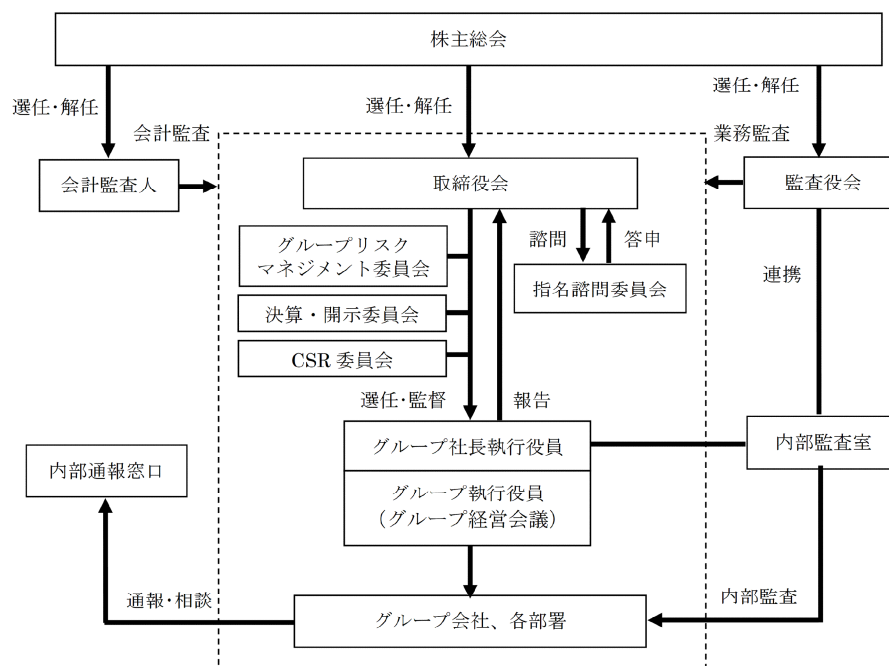 株主総会
選任・解任
選任・解任
選任・解任
会計監査
業務監査
会計監査人
取締役会
監査役会
グループリスク
マネジメント委員会
諮問
答申
指名諮問委員会
連携
決算・開示委員会
CSR 委員会
選任・監督
報告
グループ社長執行役員
内部監査室
内部通報窓口
グループ執行役員
（グループ経営会議）
通報・相談
内部監査
グループ会社、各部署